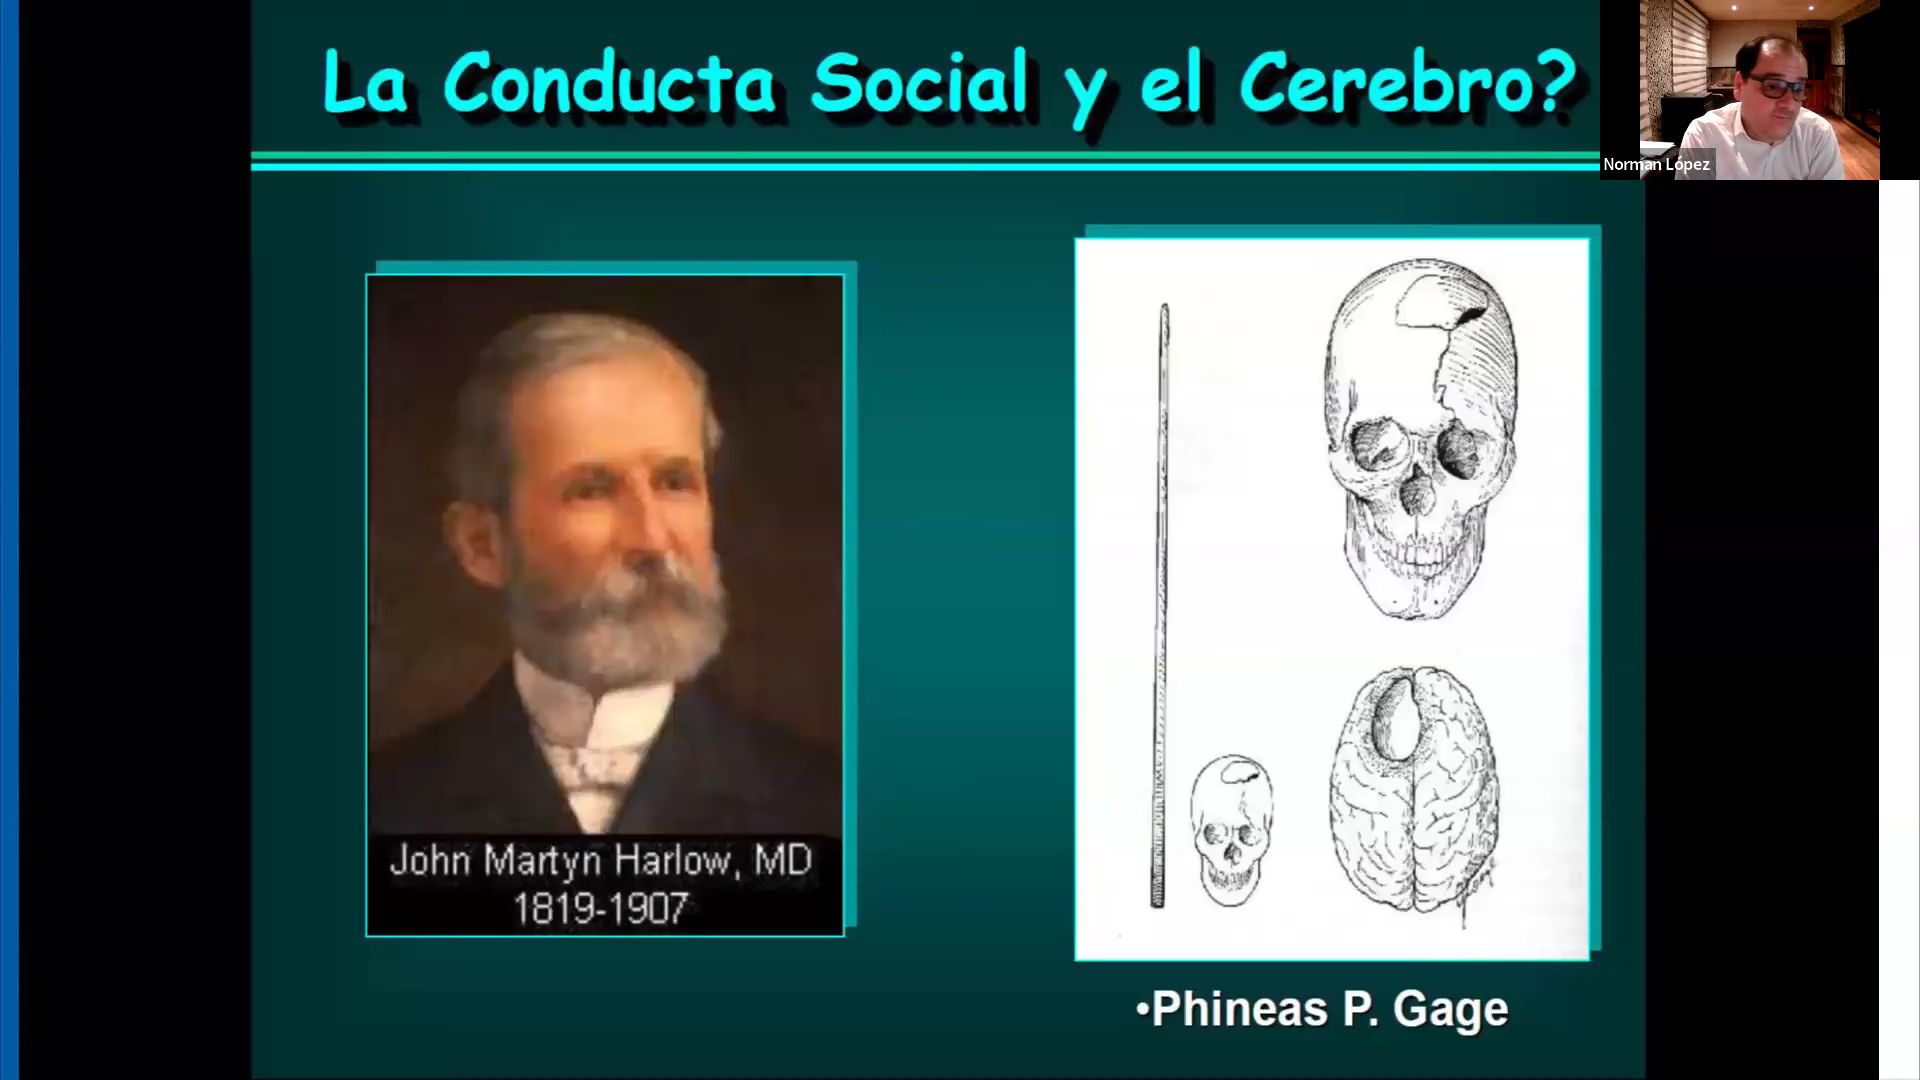 La Conducta Social y el Cerebro?
Norman López
John Martyn Harlow, MD
1819-1907
•Phineas P. Gage